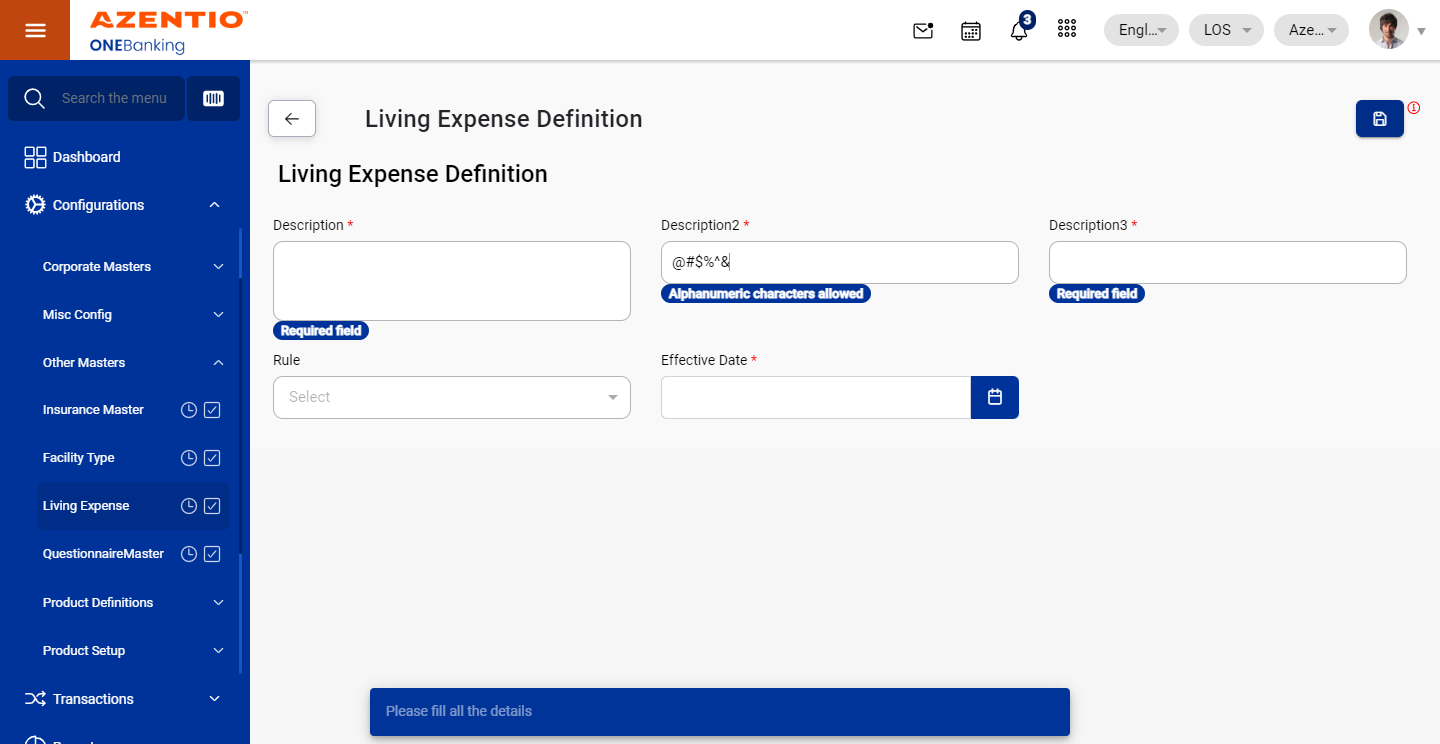 AZENTIO™
ONEBanking
3
Engl...
LOS
Aze...
Search the menu
Dashboard
Configurations
Corporate Masters
Misc Config
Other Masters
Insurance Master
Facility Type
Living Expense
QuestionnaireMaster
Product Definitions
Product Setup
Transactions
Living Expense Definition
Living Expense Definition
Description *
Required field
Description2 *
@#$%^&
Alphanumeric characters allowed
Description3 *
Required field
Rule
Select
Effective Date *
Please fill all the details